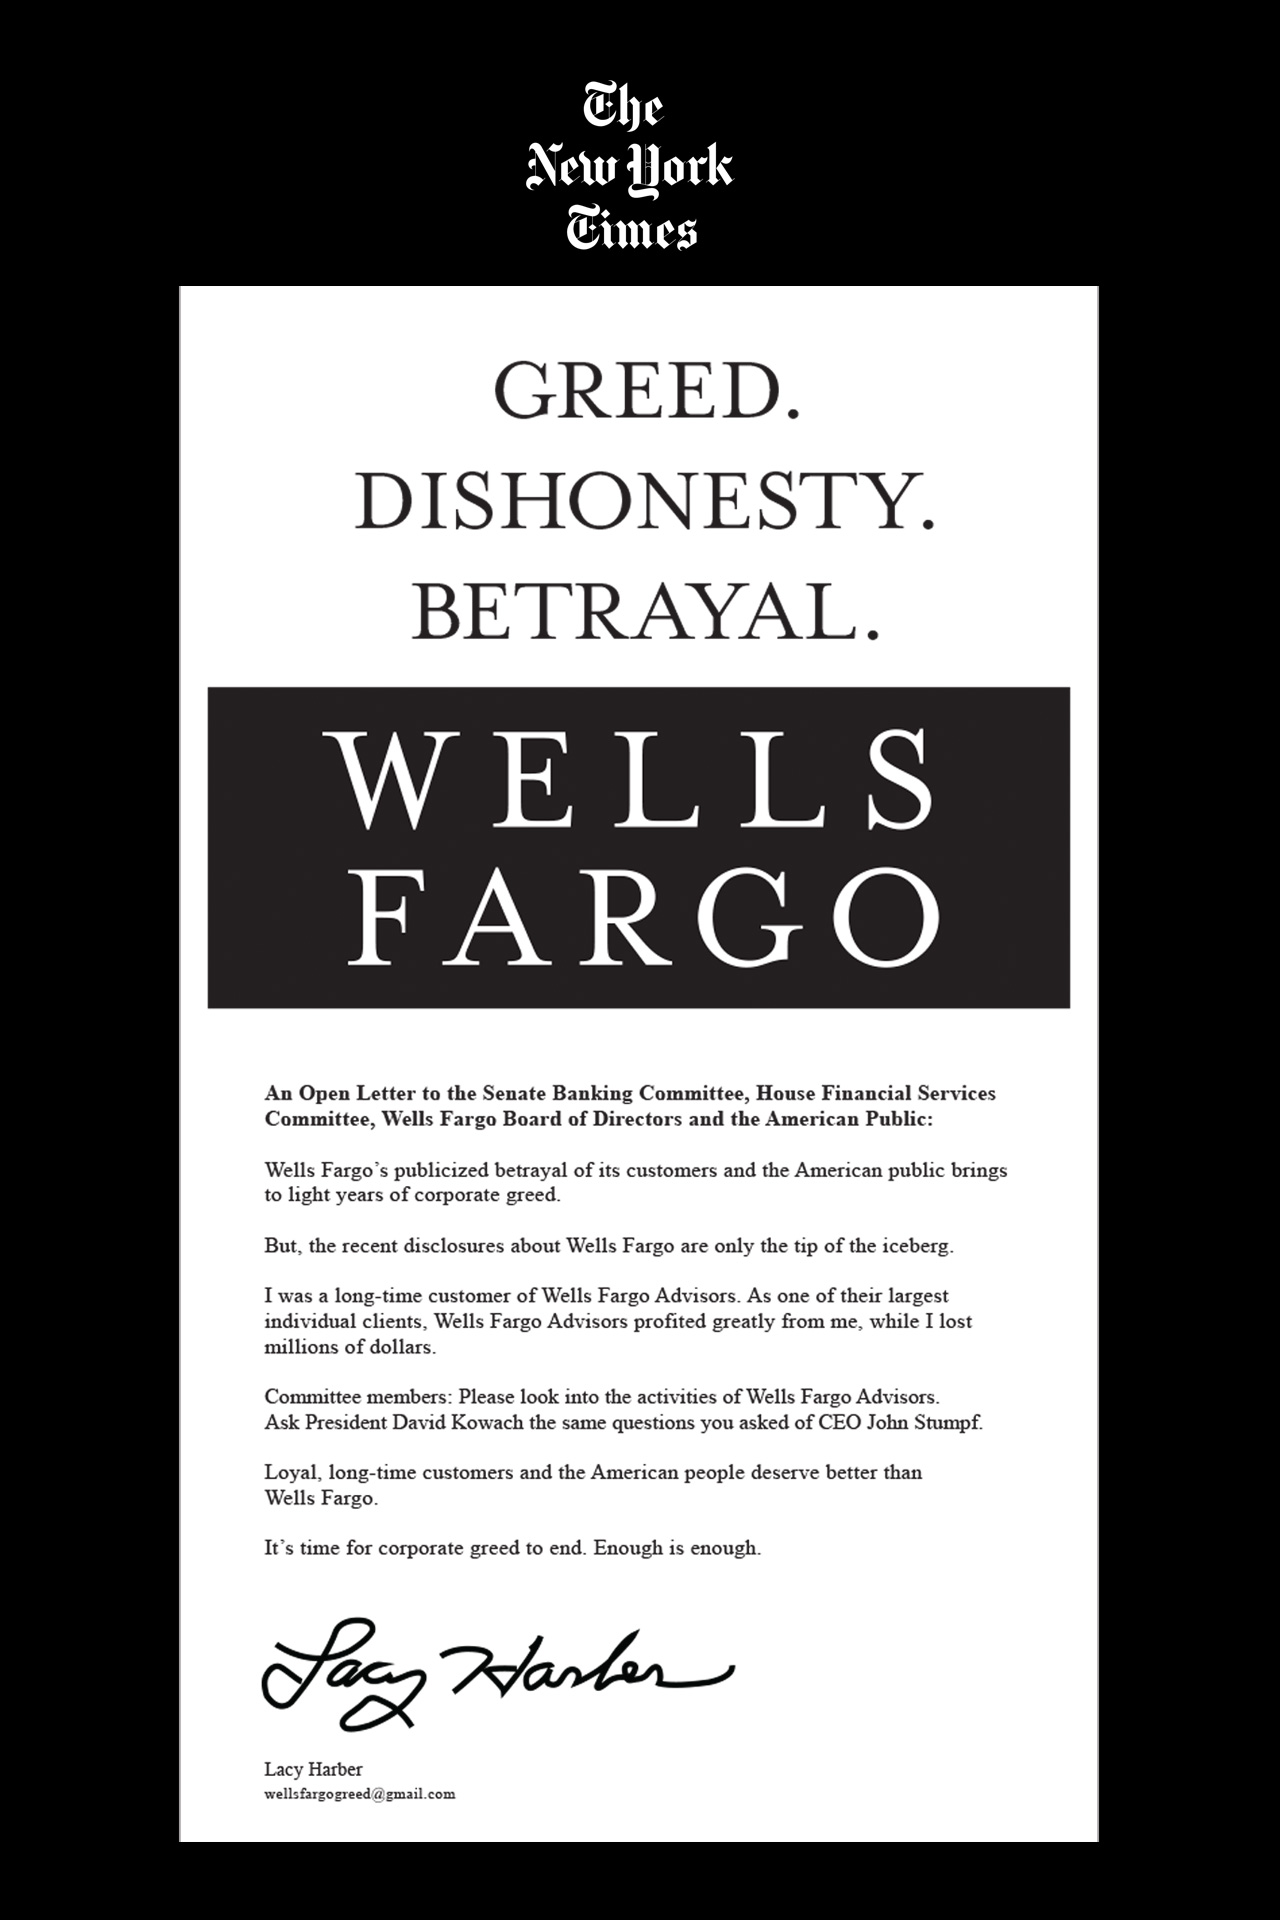 The
New York
Times
GREED.
DISHONESTY.
BETRAYAL.
WELLS
FARGO
An Open Letter to the Senate Banking Committee, House Financial Services
Committee, Wells Fargo Board of Directors and the American Public:
Wells Fargo’s publicized betrayal of its customers and the American public brings
to light years of corporate greed.
But, the recent disclosures about Wells Fargo are only the tip of the iceberg.
I was a long-time customer of Wells Fargo Advisors. As one of their largest
individual clients, Wells Fargo Advisors profited greatly from me, while I lost
millions of dollars.
Committee members: Please look into the activities of Wells Fargo Advisors.
Ask President David Kowach the same questions you asked of CEO John Stumpf.
Loyal, long-time customers and the American people deserve better than
Wells Fargo.
It’s time for corporate greed to end. Enough is enough.
Lacy Harber
Lacy Harber
wellsfargogreed@gmail.com